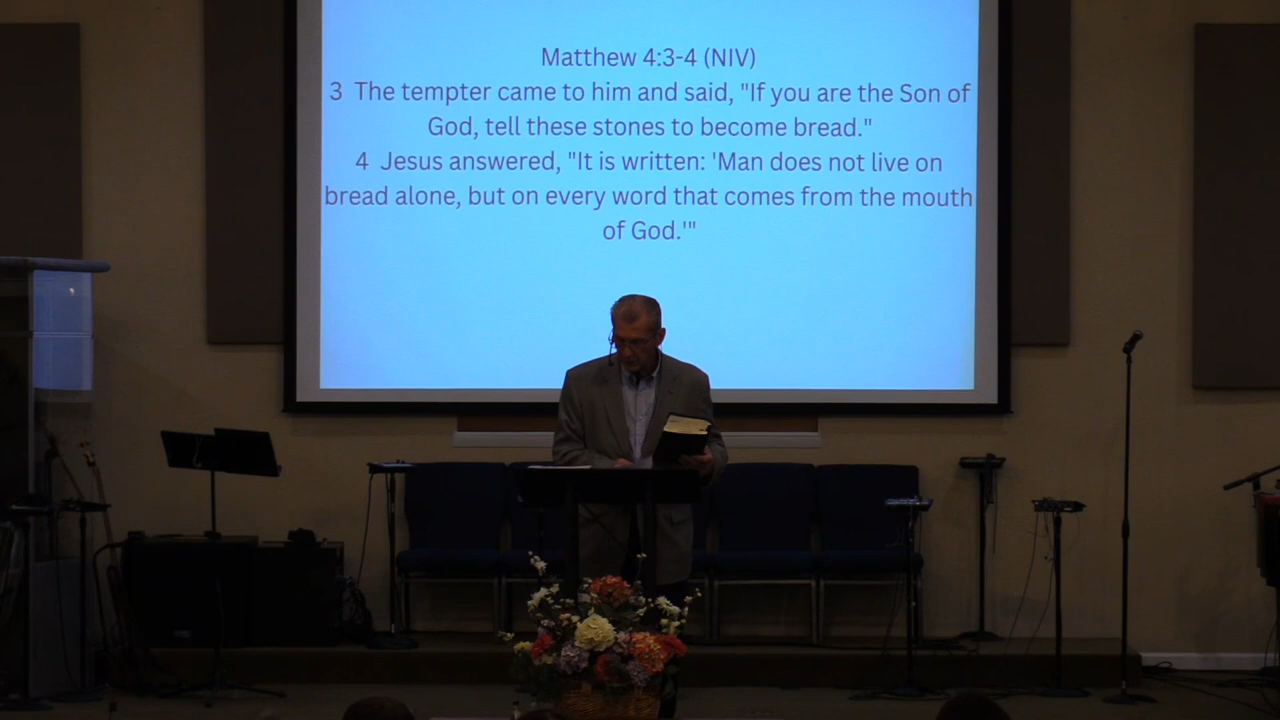 Matthew 4:3-4 (NIV)
3 The tempter came to him and said, "If you are the Son of
God, tell these stones to become bread."
4 Jesus answered, "It is written: 'Man does not live on
bread alone, but on every word that comes from the mouth
of God.'"